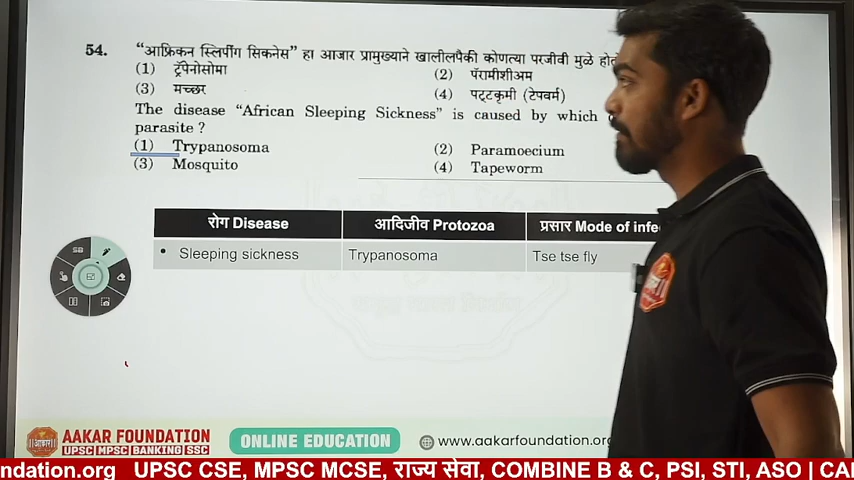 54. "आफ्रिकन स्लिपींग सिकनेस" हा आजार प्रामुख्याने खालीलपैकी कोणत्या परजीवी मुळे
(1) ट्रॅपेनोसोमा (2) पॅरामीशीअम
(3) मच्छर (4) पट्टकृमी (टेपवर्म)
The disease "African Sleeping Sickness" is caused by which
parasite ?
(1) Trypanosoma (2) Paramoecium
(3) Mosquito (4) Tapeworm
रोग Disease आदिजीव Protozoa प्रसार Mode of
• Sleeping sickness Trypanosoma Tse tse fly
SB
आकार
AAKAR FOUNDATION
UPSC MPSC BANKING SSC
ONLINE EDUCATION
www.aakarfoundation.org
ndation.org UPSC CSE, MPSC MCSE, राज्य सेवा, COMBINE B & C, PSI, STI, ASO |